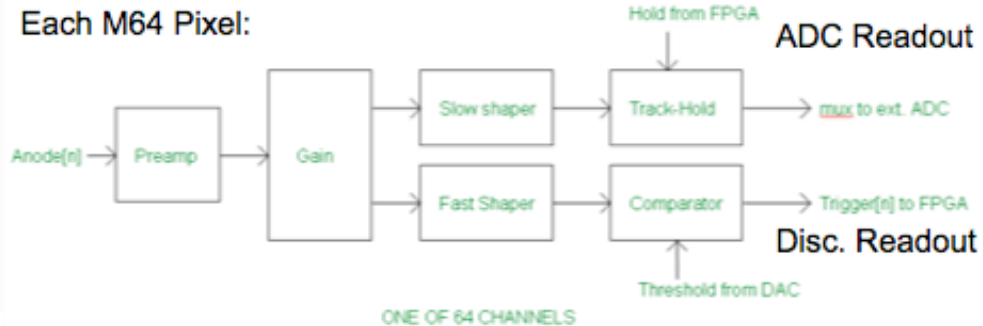 Each M64 Pixel:
Hold from FPGA
ADC Readout
Slow shaper
Track-Hold
mux to ext. ADC
Anode[n]
Preamp
Gain
Fast Shaper
Comparator
Trigger[n] to FPGA
Disc. Readout
Threshold from DAC
ONE OF 64 CHANNELS